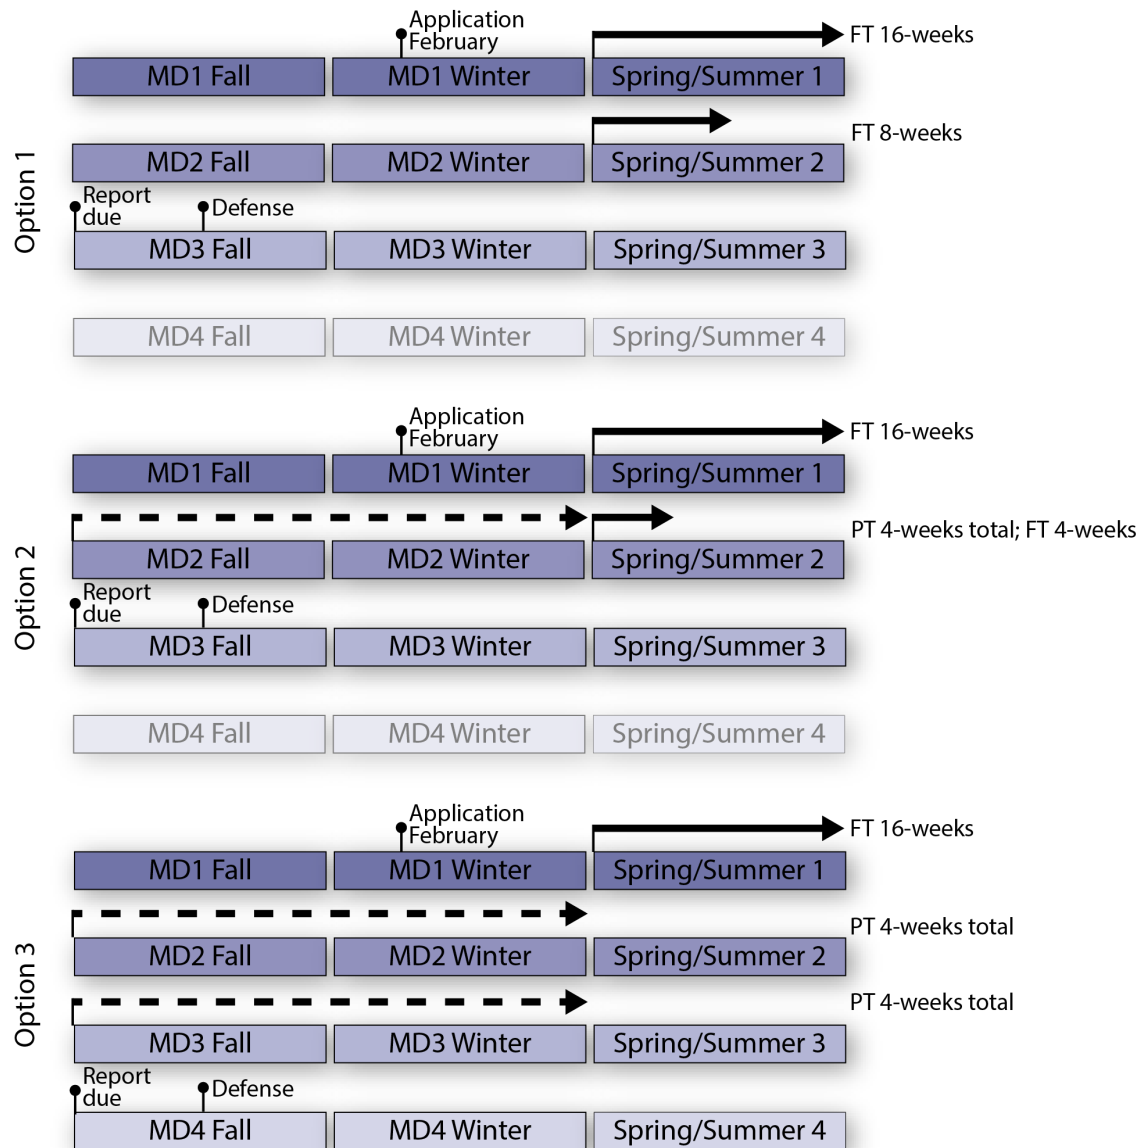 Application
February
FT 16-weeks
MD1 Fall
MD1 Winter
Spring/Summer 1
FT 8-weeks
MD2 Fall
MD2 Winter
Spring/Summer 2
Option 1
Report
due
Defense
MD3 Fall
MD3 Winter
Spring/Summer 3
MD4 Fall
MD4 Winter
Spring/Summer 4
Application
February
FT 16-weeks
MD1 Fall
MD1 Winter
Spring/Summer 1
PT 4-weeks total; FT 4-weeks
MD2 Fall
MD2 Winter
Spring/Summer 2
Option 2
Report
due
Defense
MD3 Fall
MD3 Winter
Spring/Summer 3
MD4 Fall
MD4 Winter
Spring/Summer 4
Application
February
FT 16-weeks
MD1 Fall
MD1 Winter
Spring/Summer 1
PT 4-weeks total
MD2 Fall
MD2 Winter
Spring/Summer 2
Option 3
PT 4-weeks total
MD3 Fall
MD3 Winter
Spring/Summer 3
Report
due
Defense
MD4 Fall
MD4 Winter
Spring/Summer 4